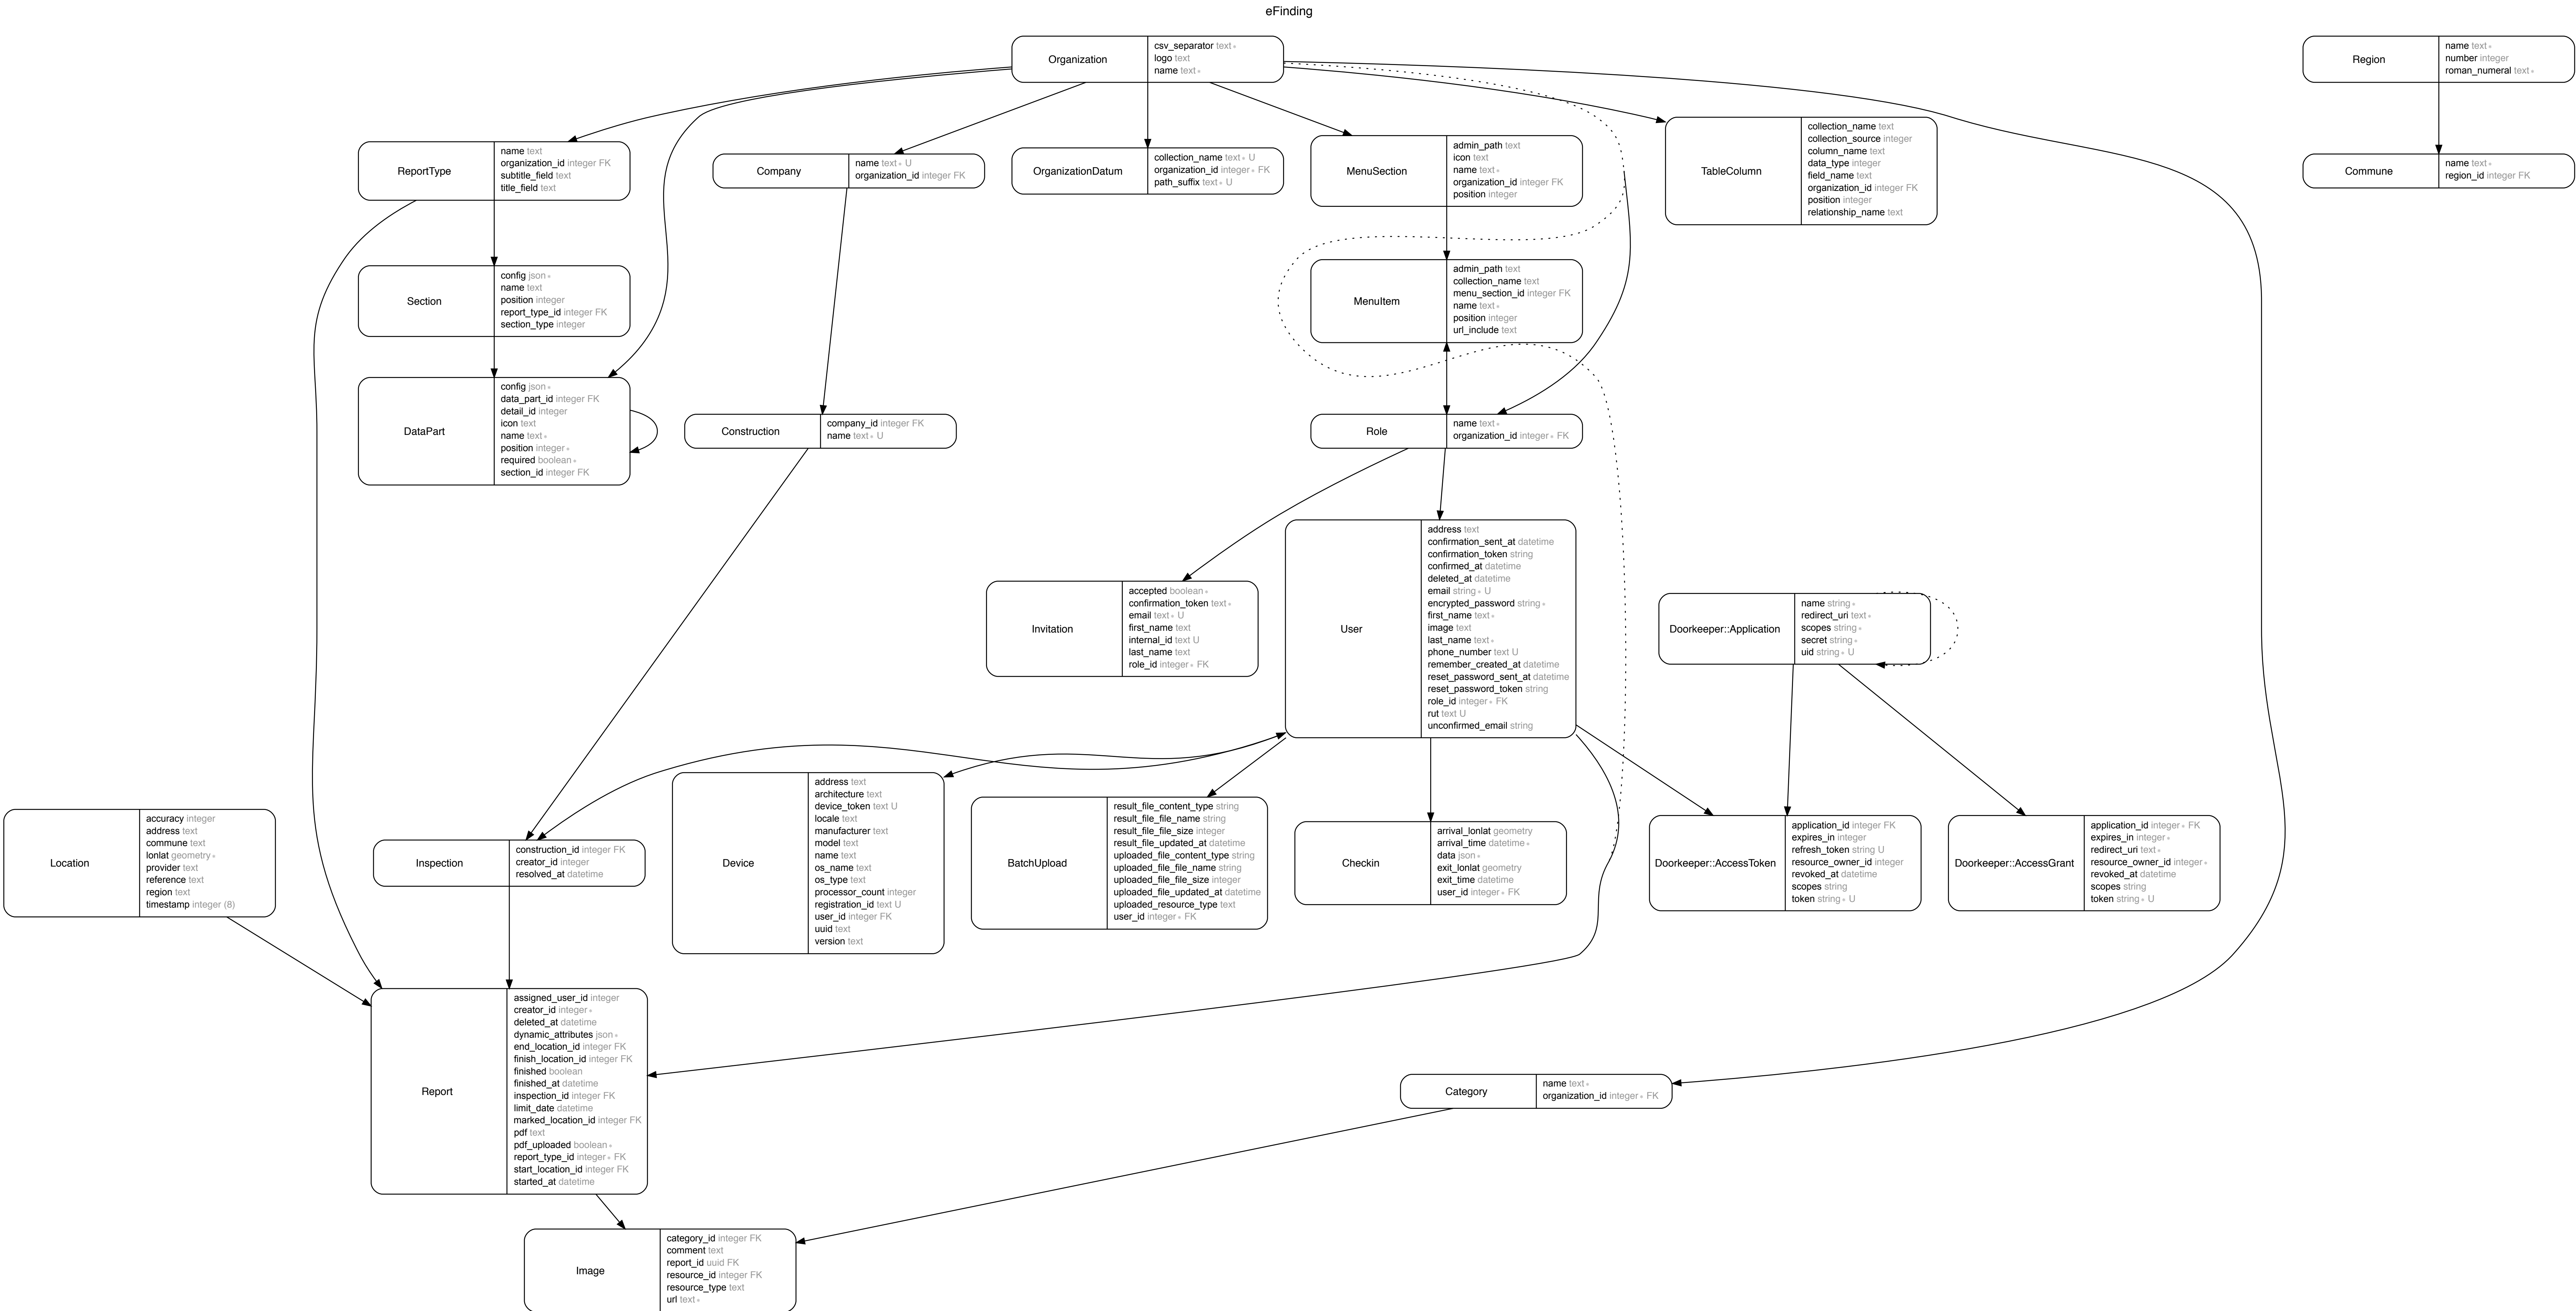 eFinding
Organization
csv_separator text ∗
logo text
name text ∗
Region
name text ∗
number integer
roman_numeral text ∗
ReportType
name text
organization_id integer FK
subtitle_field text
title_field text
Company
name text ∗ U
organization_id integer FK
OrganizationDatum
collection_name text ∗ U
organization_id integer ∗ FK
path_suffix text ∗ U
MenuSection
admin_path text
icon text
name text ∗
organization_id integer FK
position integer
TableColumn
collection_name text
collection_source integer
column_name text
data_type integer
field_name text
organization_id integer FK
position integer
relationship_name text
Commune
name text ∗
region_id integer FK
Section
config json ∗
name text
position integer
report_type_id integer FK
section_type integer
MenuItem
admin_path text
collection_name text
menu_section_id integer FK
name text ∗
position integer
url_include text
DataPart
config json ∗
data_part_id integer FK
detail_id integer
icon text
name text ∗
position integer ∗
required boolean ∗
section_id integer FK
Construction
company_id integer FK
name text ∗ U
Role
name text ∗
organization_id integer ∗ FK
Invitation
accepted boolean ∗
confirmation_token text ∗
email text ∗ U
first_name text
internal_id text U
last_name text
role_id integer ∗ FK
User
address text
confirmation_sent_at datetime
confirmation_token string
confirmed_at datetime
deleted_at datetime
email string ∗ U
encrypted_password string ∗
first_name text ∗
image text
last_name text ∗
phone_number text U
remember_created_at datetime
reset_password_sent_at datetime
reset_password_token string
role_id integer ∗ FK
rut text U
unconfirmed_email string
Doorkeeper::Application
name string ∗
redirect_uri text ∗
scopes string ∗
secret string ∗
uid string ∗ U
Location
accuracy integer
address text
commune text
lonlat geometry ∗
provider text
reference text
region text
timestamp integer (8)
Inspection
construction_id integer FK
creator_id integer
resolved_at datetime
Device
address text
architecture text
device_token text U
locale text
manufacturer text
model text
name text
os_name text
os_type text
processor_count integer
registration_id text U
user_id integer FK
uuid text
version text
BatchUpload
result_file_content_type string
result_file_file_name string
result_file_file_size integer
result_file_updated_at datetime
uploaded_file_content_type string
uploaded_file_file_name string
uploaded_file_file_size integer
uploaded_file_updated_at datetime
uploaded_resource_type text
user_id integer ∗ FK
Checkin
arrival_lonlat geometry
arrival_time datetime ∗
data json ∗
exit_lonlat geometry
exit_time datetime
user_id integer ∗ FK
Doorkeeper::AccessToken
application_id integer FK
expires_in integer
refresh_token string U
resource_owner_id integer
revoked_at datetime
scopes string
token string ∗ U
Doorkeeper::AccessGrant
application_id integer ∗ FK
expires_in integer ∗
redirect_uri text ∗
resource_owner_id integer ∗
revoked_at datetime
scopes string
token string ∗ U
Report
assigned_user_id integer
creator_id integer ∗
deleted_at datetime
dynamic_attributes json ∗
end_location_id integer FK
finish_location_id integer FK
finished boolean
finished_at datetime
inspection_id integer FK
limit_date datetime
marked_location_id integer FK
pdf text
pdf_uploaded boolean ∗
report_type_id integer ∗ FK
start_location_id integer FK
started_at datetime
Category
name text ∗
organization_id integer ∗ FK
Image
category_id integer FK
comment text
report_id uuid FK
resource_id integer FK
resource_type text
url text ∗